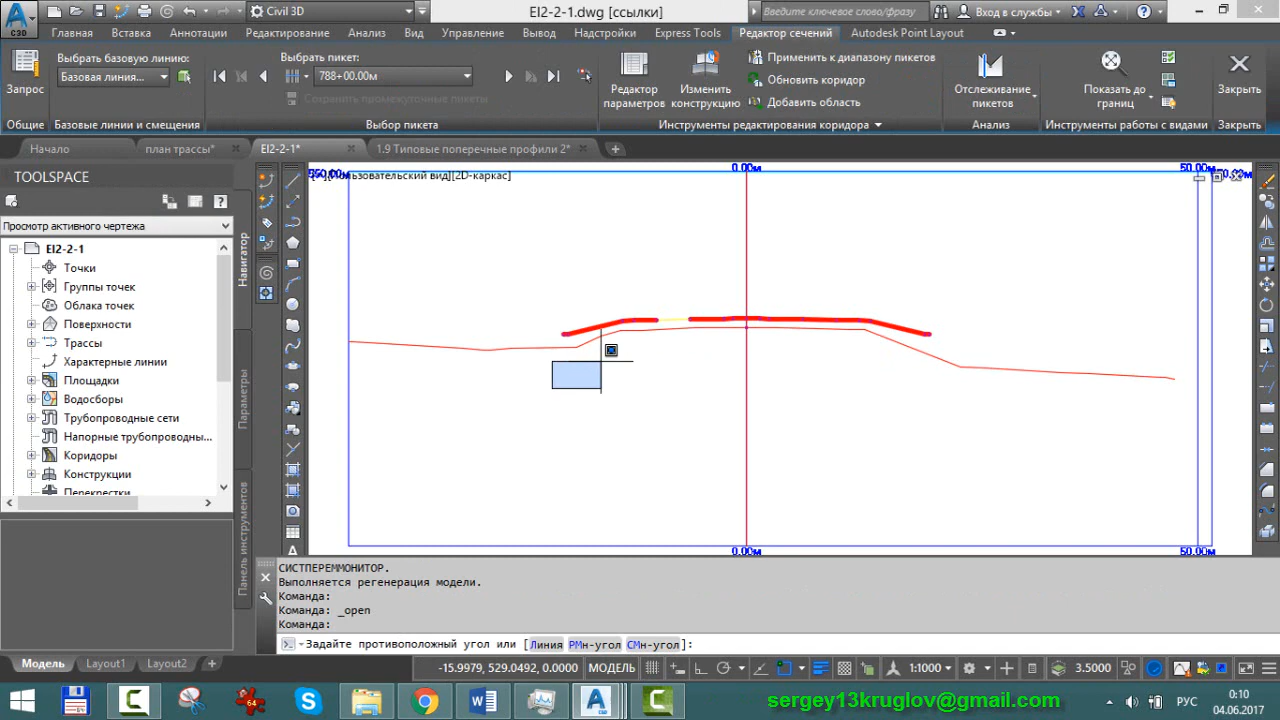 C3D
Civil 3D
EI2-2-1.dwg [ссылки]
Введите ключевое слово/фразу
Вход в службы
Главная
Вставка
Аннотации
Редактирование
Анализ
Вид
Управление
Вывод
Надстройки
Express Tools
Редактор сечений
Autodesk Point Layout
Запрос
Выбрать базовую линию:
Базовая линия...
Выбрать пикет:
788+00.00м
Сохранить промежуточные пикеты
Редактор
параметров
Изменить
конструкцию
Применить к диапазону пикетов
Обновить коридор
Добавить область
Отслеживание
пикетов
Показать до
границ
Закрыть
Общие
Базовые линии и смещения
Выбор пикета
Инструменты редактирования коридора
Анализ
Инструменты работы с видами
Закрыть
Начало
план трассы*
EI2-2-1*
1.9 Типовые поперечные профили 2*
TOOLSPACE
Просмотр активного чертежа
EI2-2-1
Точки
Группы точек
Облака точек
Поверхности
Трассы
Характерные линии
Площадки
Водосборы
Трубопроводные сети
Напорные трубопроводны...
Коридоры
Конструкции
Перекрестки
Навигатор
Параметры
Панель инструментов
Пользовательский вид][2D-каркас]
0.00м
50.00м
0.00м
50.00м
СИСТПЕРЕММОНИТОР.
Выполняется регенерация модели.
Команда:
Команда: _open
Команда:
Задайте противоположный угол или [Линия РМн-угол СМн-угол]:
Модель
Layout1
Layout2
-15.9979, 529.0492, 0.0000
МОДЕЛЬ
1:1000
3.5000
64
sergey13kruglov@gmail.com
РУС
0:10
04.06.2017